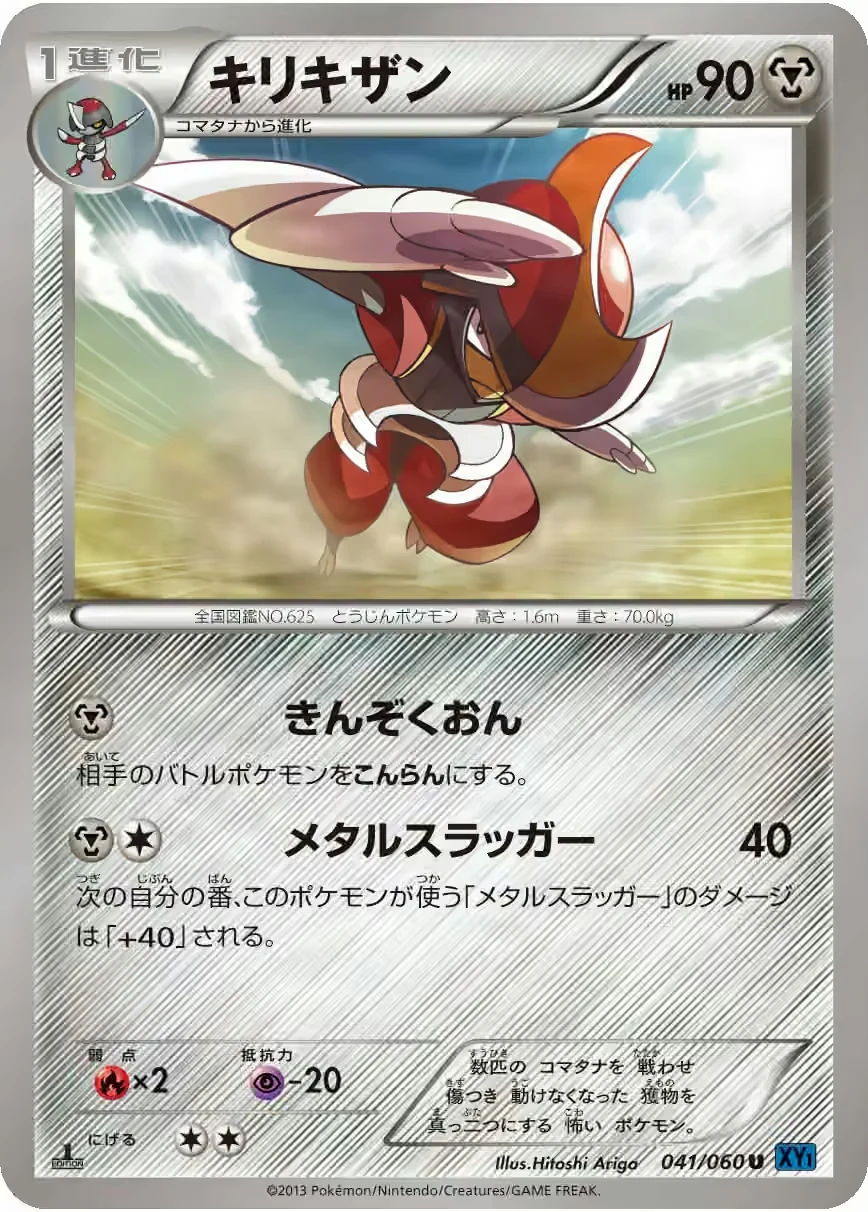 1進化
キリキザン
HP90
コマタナから進化
全国図鑑NO.625 とうじんポケモン 高さ：1.6m 重さ：70.0kg
きんぞくおん
相手のバトルポケモンをこんらんにする。
メタルスラッガー 40
次の自分の番、このポケモンが使う「メタルスラッガー」のダメージ
は「+40」される。
弱点 抵抗力
×2 -20
にげる
数匹の コマタナを 戦わせ
傷つき 動けなくなった 獲物を
真っ二つにする 怖い ポケモン。
1 EDITION
Illus.Hitoshi Ariga 041/060 U XY1
©2013 Pokémon/Nintendo/Creatures/GAME FREAK.